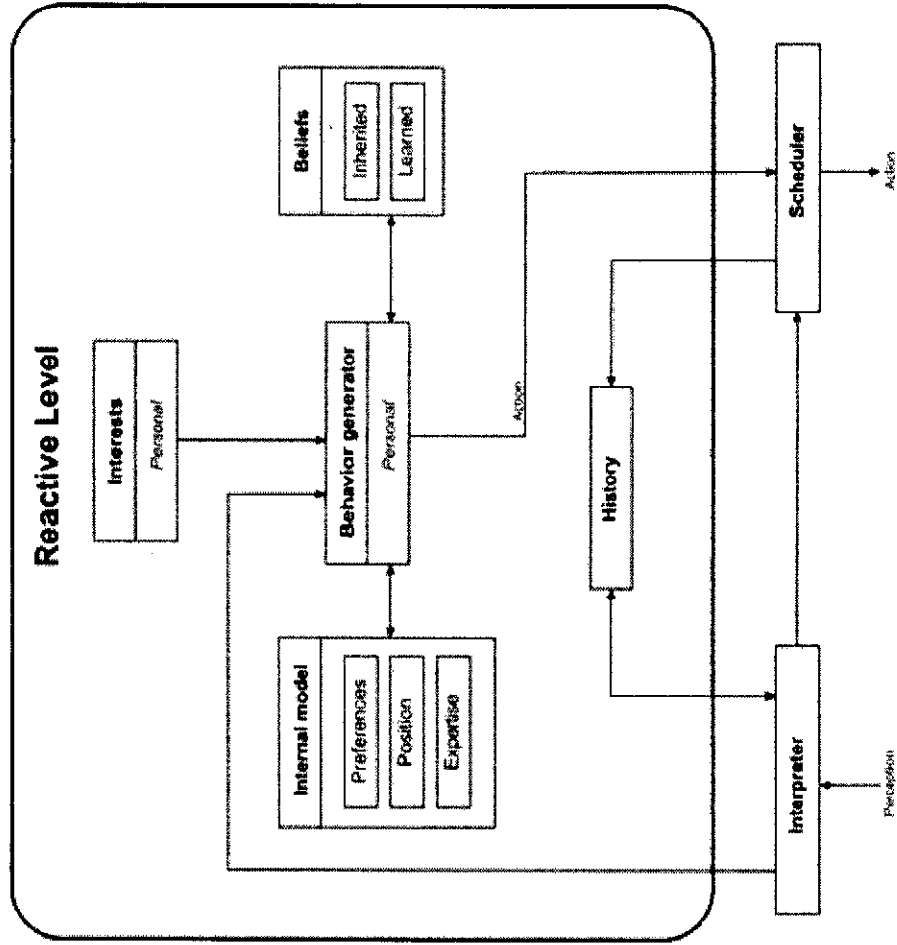 Reactive Level
Interests
Personal
Internal model
Preferences
Position
Expertise
Behavior generator
Personal
Beliefs
Inherited
Learned
Action
History
Interpreter
Scheduler
Perception
Action